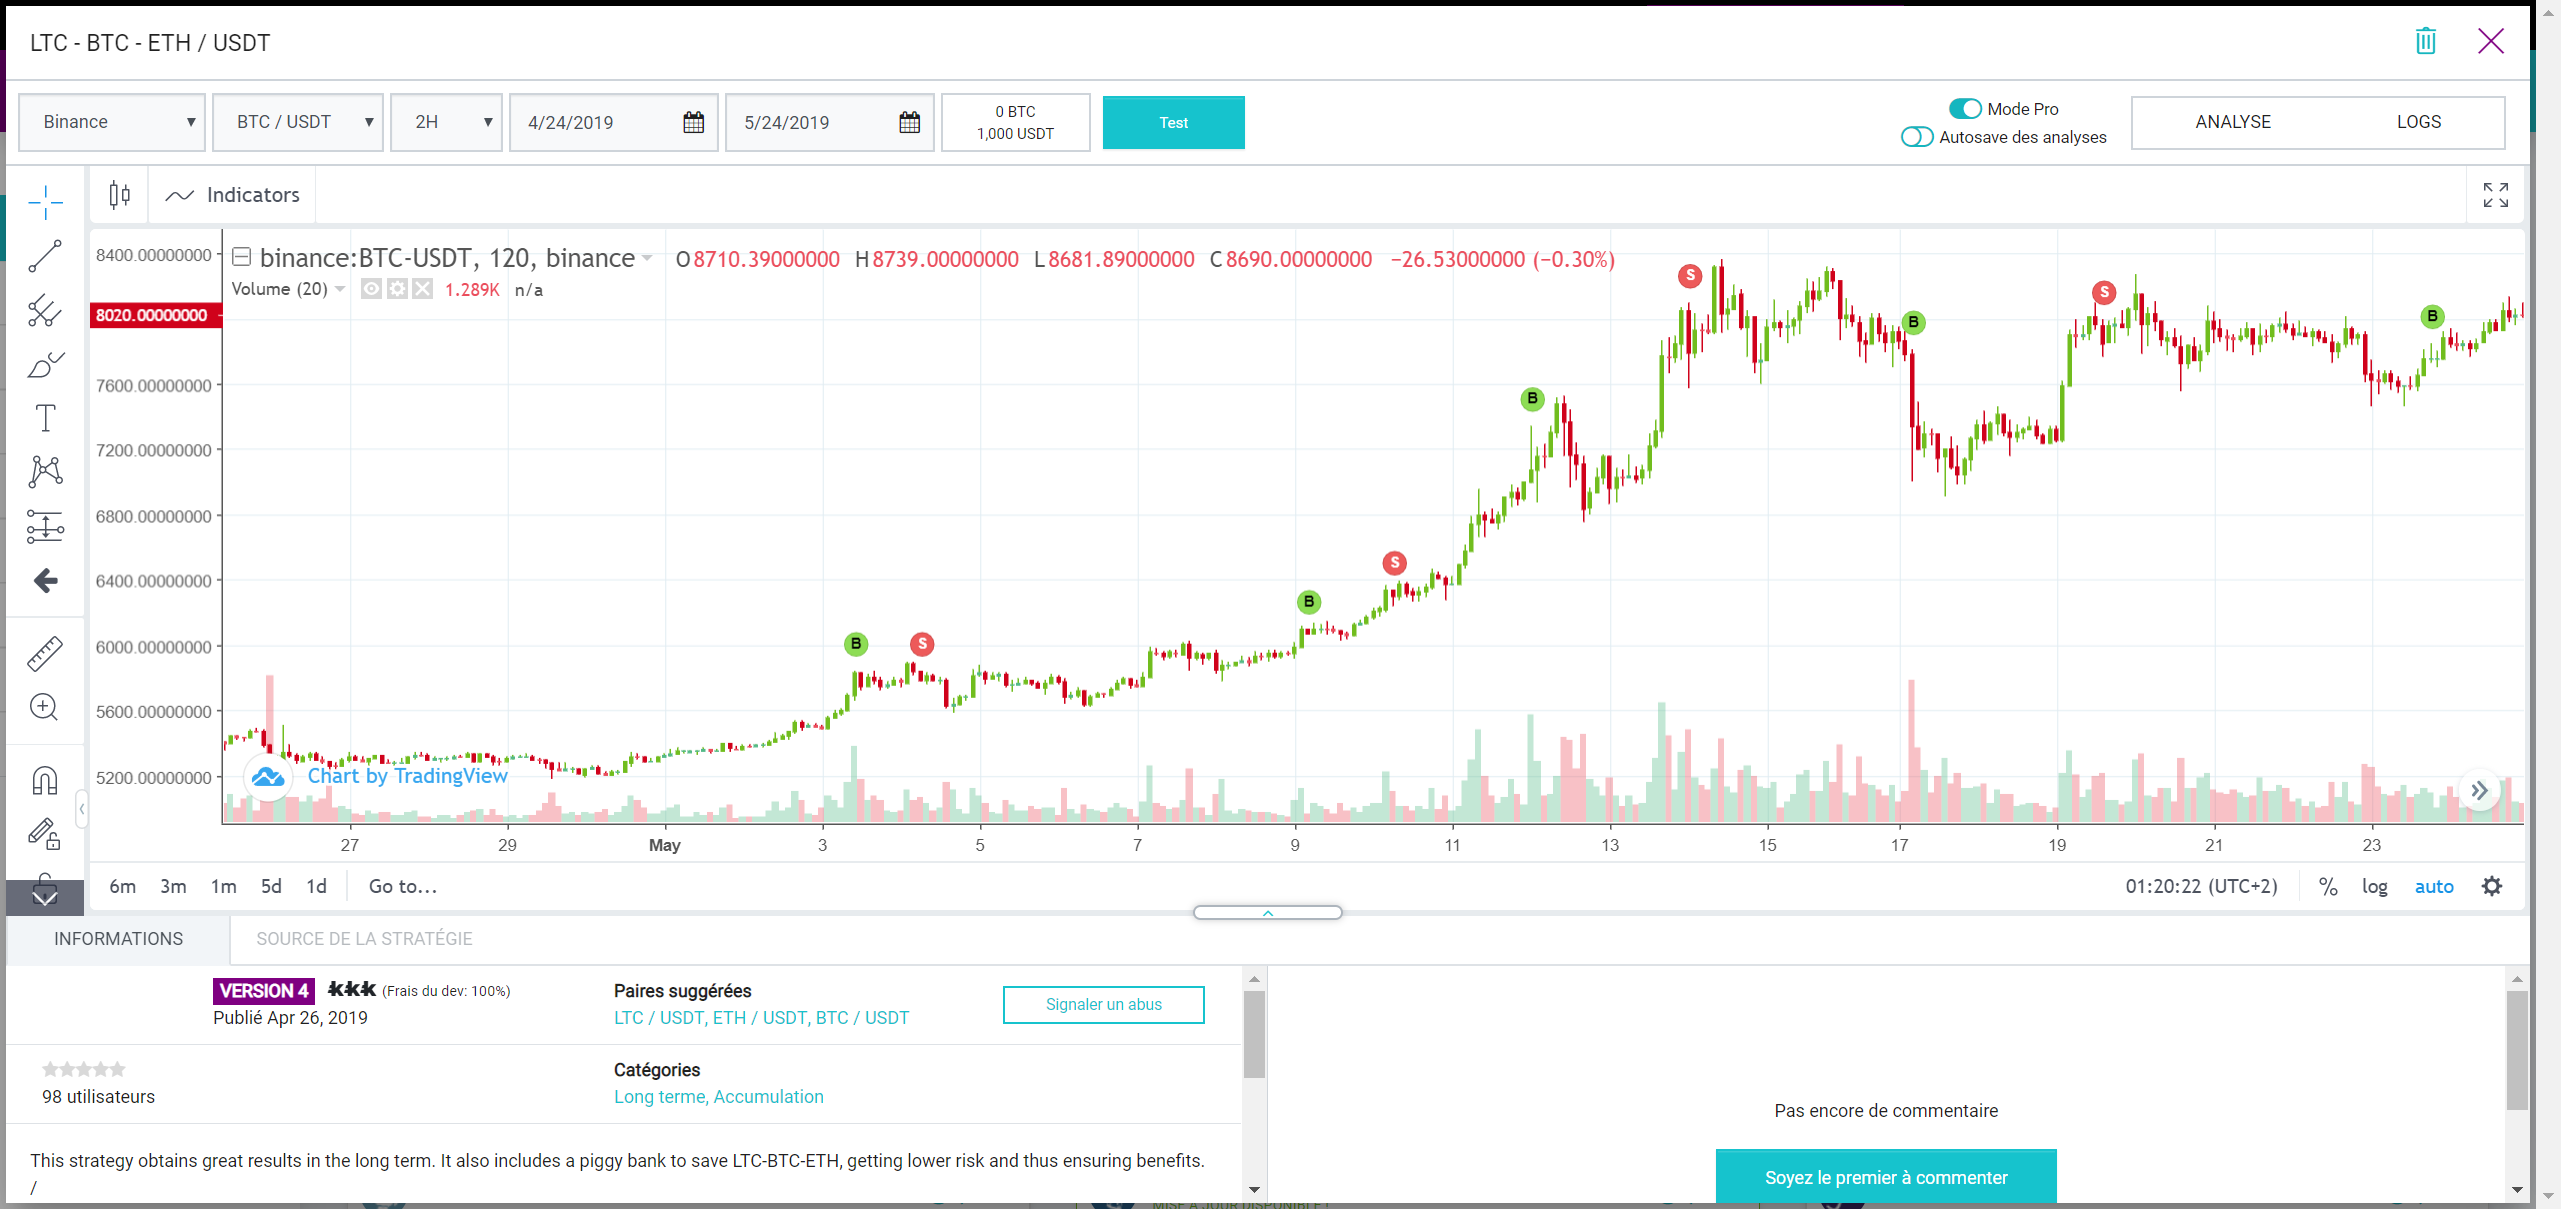 LTC - BTC - ETH / USDT
Binance
BTC / USDT
2H
4/24/2019
5/24/2019
0 BTC
1,000 USDT
Test
Mode Pro
Autosave des analyses
ANALYSE
LOGS
Indicators
binance:BTC-USDT, 120, binance O8710.39000000 H8739.00000000 L8681.89000000 C8690.00000000 −26.53000000 (−0.30%)
Volume (20) 1.289K n/a
8400.00000000
8020.00000000
7600.00000000
7200.00000000
6800.00000000
6400.00000000
6000.00000000
5600.00000000
5200.00000000
B
S
B
S
B
S
B
S
B
Chart by TradingView
27 29 May 3 5 7 9 11 13 15 17 19 21 23
6m 3m 1m 5d 1d Go to...
01:20:22 (UTC+2) % log auto
INFORMATIONS
SOURCE DE LA STRATÉGIE
VERSION 4 kkk (Frais du dev: 100%)
Publié Apr 26, 2019
Paires suggérées
LTC / USDT, ETH / USDT, BTC / USDT
Signaler un abus
98 utilisateurs
Catégories
Long terme, Accumulation
This strategy obtains great results in the long term. It also includes a piggy bank to save LTC-BTC-ETH, getting lower risk and thus ensuring benefits.
/
Pas encore de commentaire
Soyez le premier à commenter
MISE À JOUR DISPONIBLE !